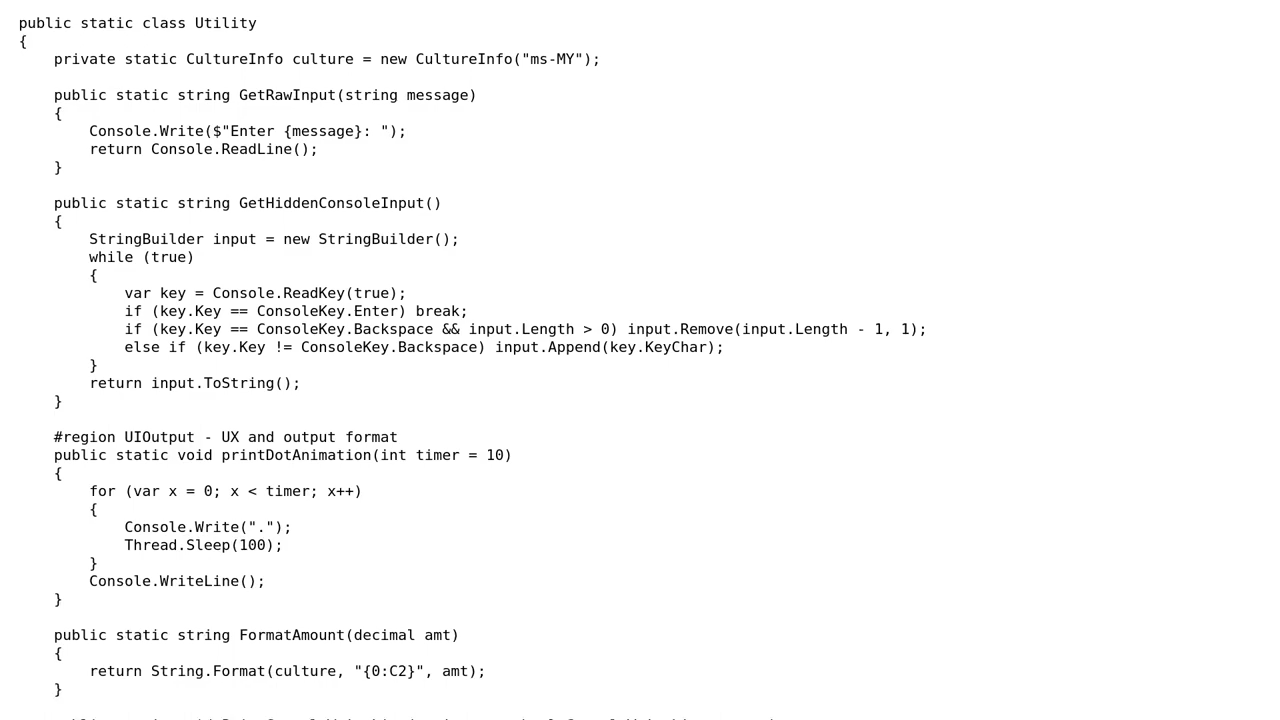 public static class Utility
{
    private static CultureInfo culture = new CultureInfo("ms-MY");

    public static string GetRawInput(string message)
    {
        Console.Write($"Enter {message}: ");
        return Console.ReadLine();
    }

    public static string GetHiddenConsoleInput()
    {
        StringBuilder input = new StringBuilder();
        while (true)
        {
            var key = Console.ReadKey(true);
            if (key.Key == ConsoleKey.Enter) break;
            if (key.Key == ConsoleKey.Backspace && input.Length > 0) input.Remove(input.Length - 1, 1);
            else if (key.Key != ConsoleKey.Backspace) input.Append(key.KeyChar);
        }
        return input.ToString();
    }

    #region UIOutput - UX and output format
    public static void printDotAnimation(int timer = 10)
    {
        for (var x = 0; x < timer; x++)
        {
            Console.Write(".");
            Thread.Sleep(100);
        }
        Console.WriteLine();
    }

    public static string FormatAmount(decimal amt)
    {
        return String.Format(culture, "{0:C2}", amt);
    }